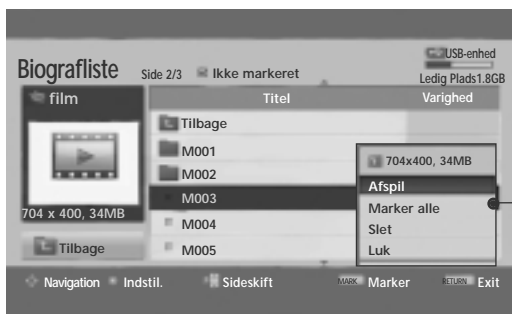 USB-enhed
Biografliste
Side 2/3
Ikke markeret
Ledig Plads1.8GB
film
Titel
Varighed
Tilbage
M001
M002
M003
M004
M005
704 x 400, 34MB
Tilbage
704x400, 34MB
Afspil
Marker alle
Slet
Luk
Navigation
Indstil.
Sideskift
MARK Marker
RETURN Exit